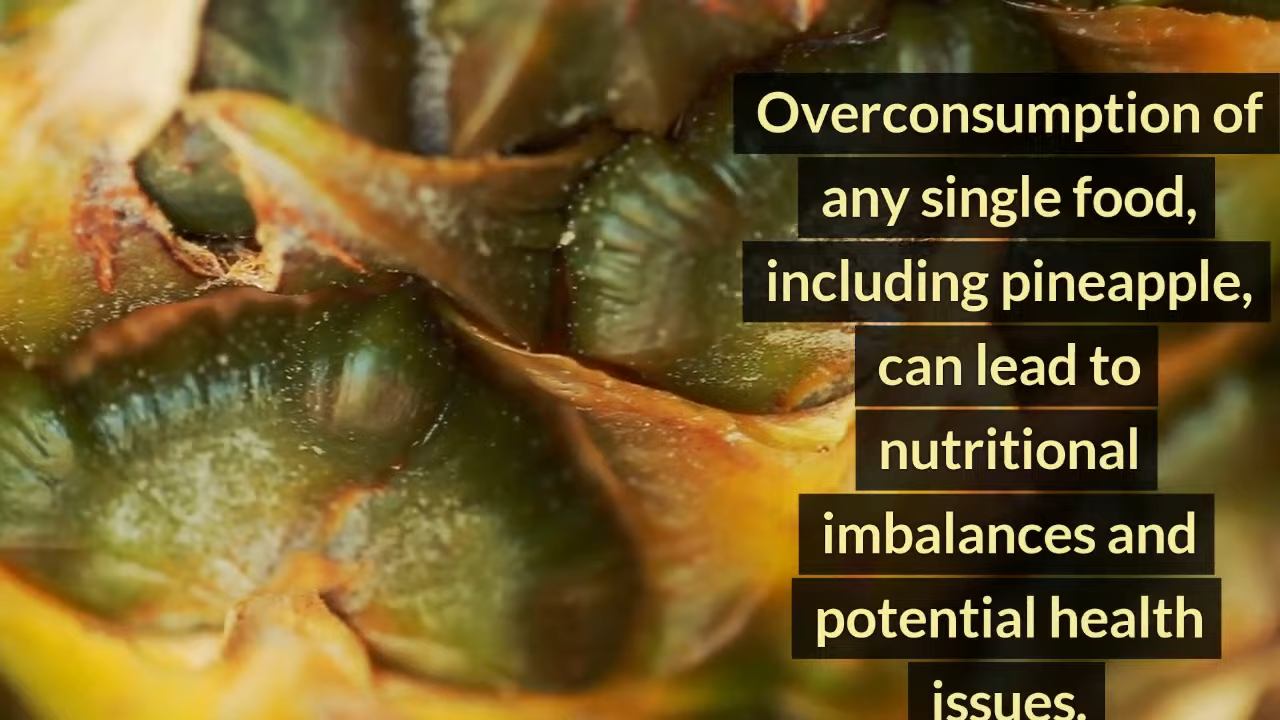 Overconsumption of
any single food,
including pineapple,
can lead to
nutritional
imbalances and
potential health
issues.